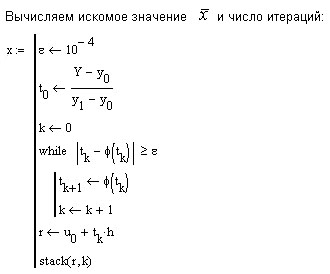 Вычисляем искомое значение x̅ и число итераций:
x := ε ← 10^-4
t₀ ← (Y − y₀) / (y₁ − y₀)
k ← 0
while |tₖ − ϕ(tₖ)| ≥ ε
tₖ₊₁ ← ϕ(tₖ)
k ← k + 1
r ← u₀ + tₖ·h
stack(r,k)